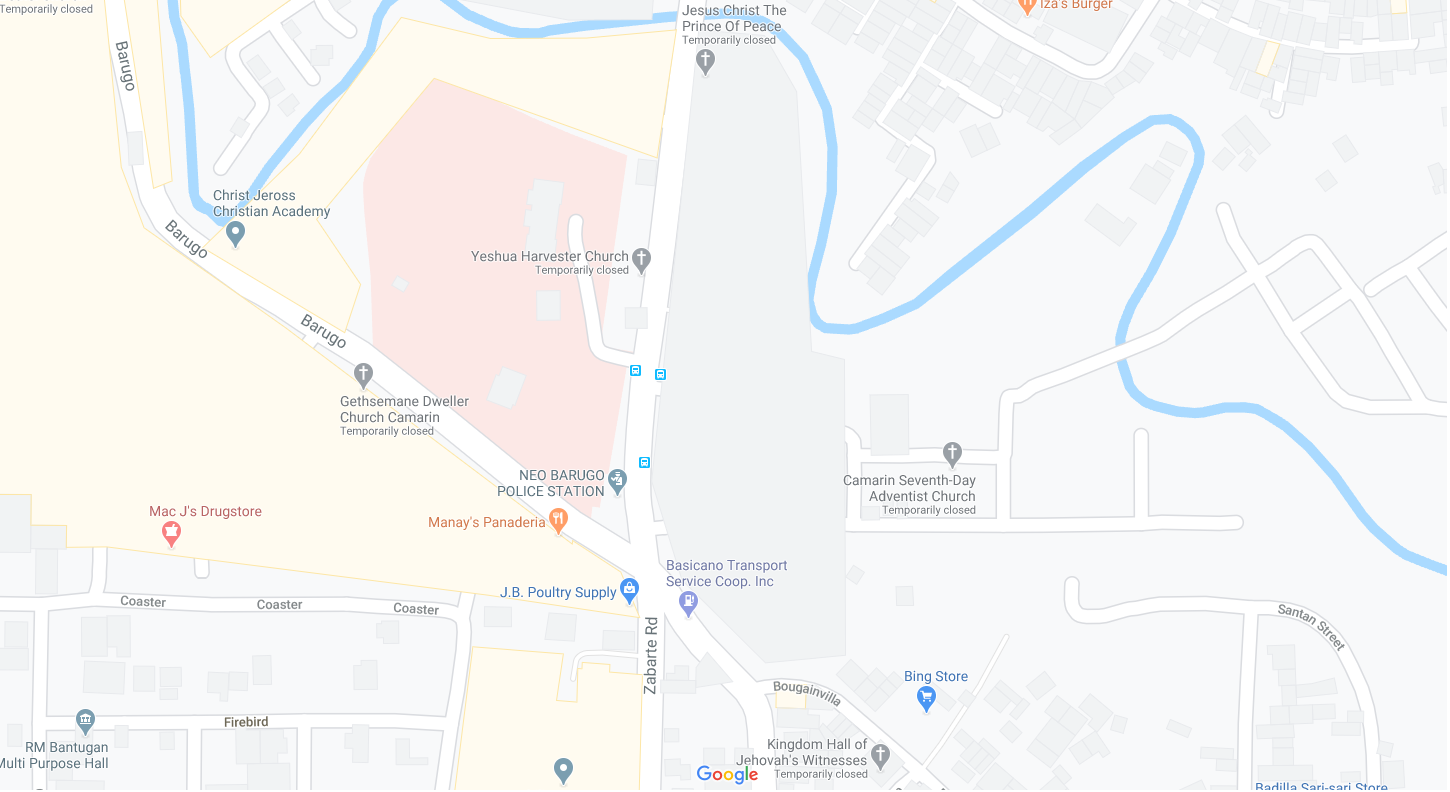 Temporarily closed
Jesus Christ The
Prince Of Peace
Temporarily closed
Iza's Burger
Barugo
Christ Jeross
Christian Academy
Barugo
Yeshua Harvester Church
Temporarily closed
Barugo
Gethsemane Dweller
Church Camarin
Temporarily closed
NEO BARUGO
POLICE STATION
Camarin Seventh-Day
Adventist Church
Temporarily closed
Mac J's Drugstore
Manay's Panaderia
Basicano Transport
Service Coop. Inc
J.B. Poultry Supply
Coaster
Coaster
Coaster
Santan Street
Zabarte Rd
Bing Store
Bougainvilla
Firebird
RM Bantugan
Multi Purpose Hall
Kingdom Hall of
Jehovah's Witnesses
Temporarily closed
Google
Badilla Sari-sari Store